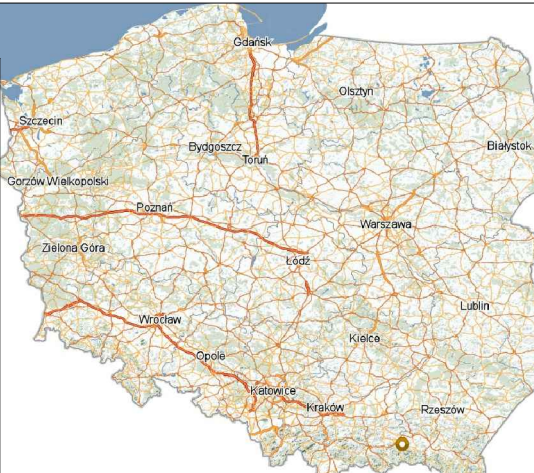 Gdańsk
Olsztyn
Szczecin
Bydgoszcz
Białystok
Toruń
Gorzów Wielkopolski
Poznań
Warszawa
Zielona Góra
Łódź
Lublin
Wrocław
Kielce
Opole
Katowice
Kraków
Rzeszów